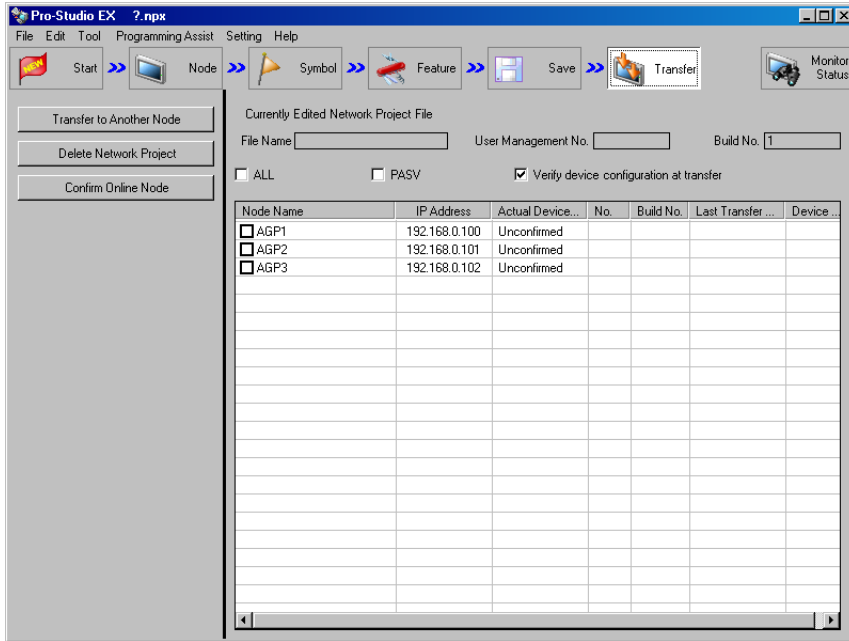 Pro-Studio EX ?.npx
File Edit Tool Programming Assist Setting Help
NEW Start Node Symbol Feature Save Transfer Monitor Status
Transfer to Another Node
Delete Network Project
Confirm Online Node
Currently Edited Network Project File
File Name User Management No. Build No. 1
ALL PASV Verify device configuration at transfer
Node Name IP Address Actual Device... No. Build No. Last Transfer ... Device ...
AGP1 192.168.0.100 Unconfirmed
AGP2 192.168.0.101 Unconfirmed
AGP3 192.168.0.102 Unconfirmed